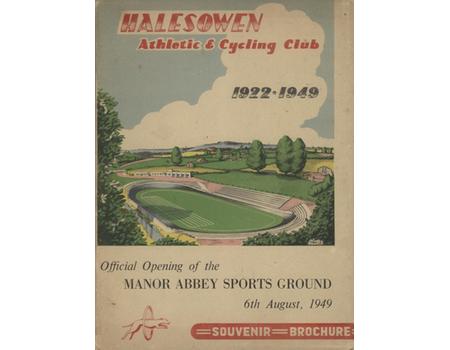 HALESOWEN
Athletic & Cycling Club
1922-1949
Official Opening of the
MANOR ABBEY SPORTS GROUND
6th August, 1949
SOUVENIR BROCHURE